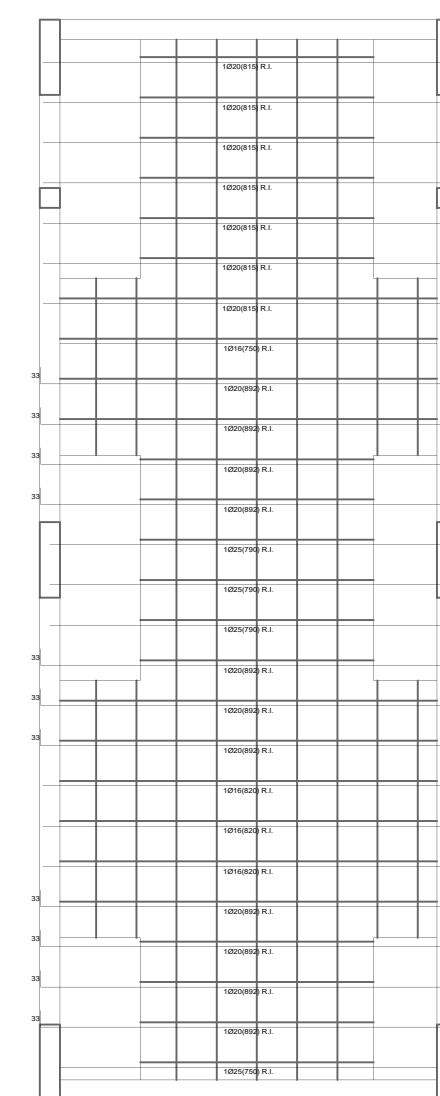 1Ø20(815) R.I.
1Ø20(815) R.I.
1Ø20(815) R.I.
1Ø20(815) R.I.
1Ø20(815) R.I.
1Ø20(815) R.I.
1Ø20(815) R.I.
1Ø16(750) R.I.
33
1Ø20(892) R.I.
33
1Ø20(892) R.I.
33
1Ø20(892) R.I.
33
1Ø20(892) R.I.
1Ø25(790) R.I.
1Ø25(790) R.I.
1Ø25(790) R.I.
33
1Ø20(892) R.I.
33
1Ø20(892) R.I.
33
1Ø20(892) R.I.
1Ø16(820) R.I.
1Ø16(820) R.I.
1Ø16(820) R.I.
33
1Ø20(892) R.I.
33
1Ø20(892) R.I.
33
1Ø20(892) R.I.
33
1Ø20(892) R.I.
1Ø25(750) R.I.